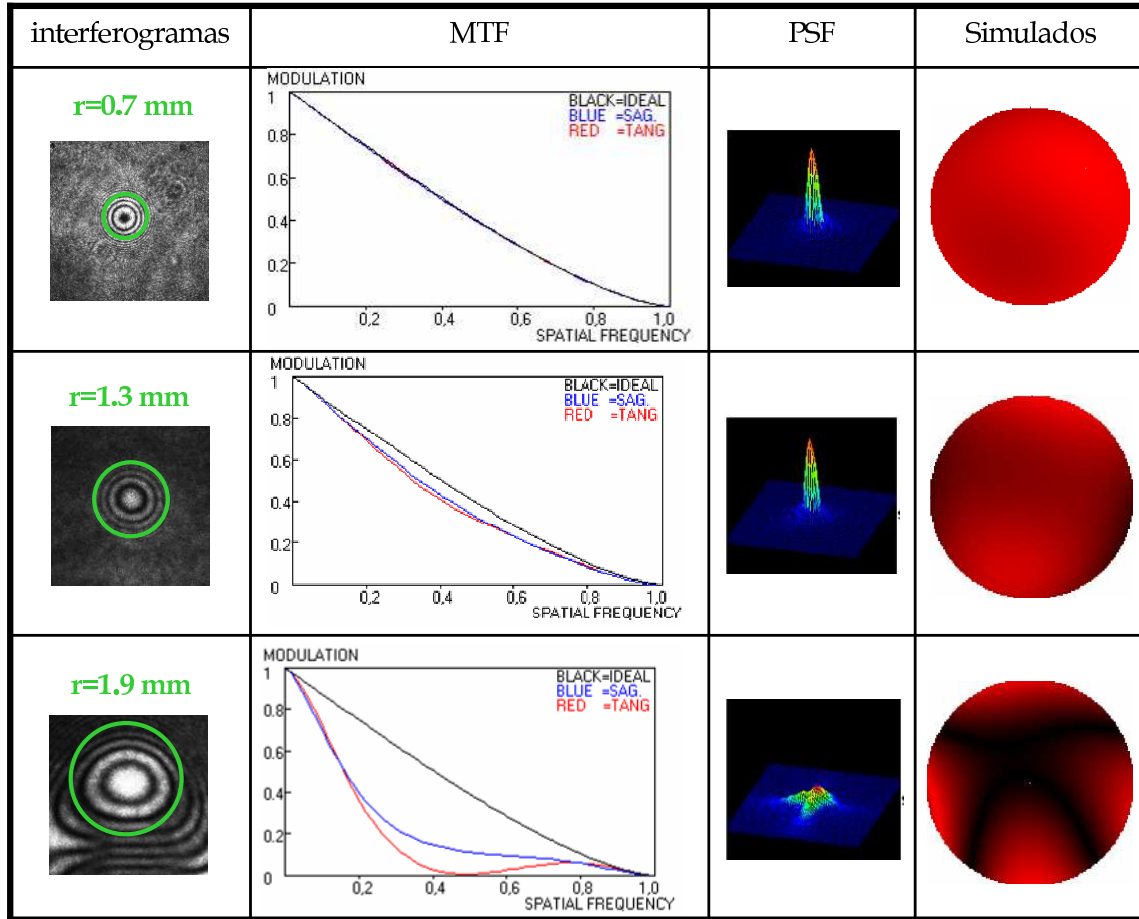 interferogramas
MTF
PSF
Simulados
r=0.7 mm
MODULATION
BLACK=IDEAL
BLUE =SAG.
RED =TANG
1
0.8
0.6
0.4
0.2
0
0,2
0,4
0,6
0,8
1,0
SPATIAL FREQUENCY
r=1.3 mm
MODULATION
BLACK=IDEAL
BLUE =SAG.
RED =TANG
1
0.8
0.6
0.4
0.2
0
0,2
0,4
0,6
0,8
1,0
SPATIAL FREQUENCY
r=1.9 mm
MODULATION
BLACK=IDEAL
BLUE =SAG.
RED =TANG
1
0.8
0.6
0.4
0.2
0
0,2
0,4
0,6
0,8
1,0
SPATIAL FREQUENCY